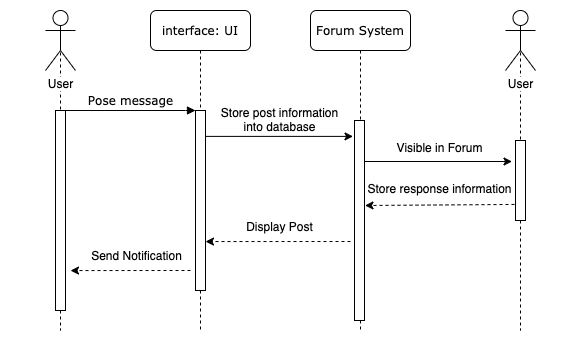 interface: UI
Forum System
User
User
Pose message
Store post information
into database
Visible in Forum
Store response information
Display Post
Send Notification